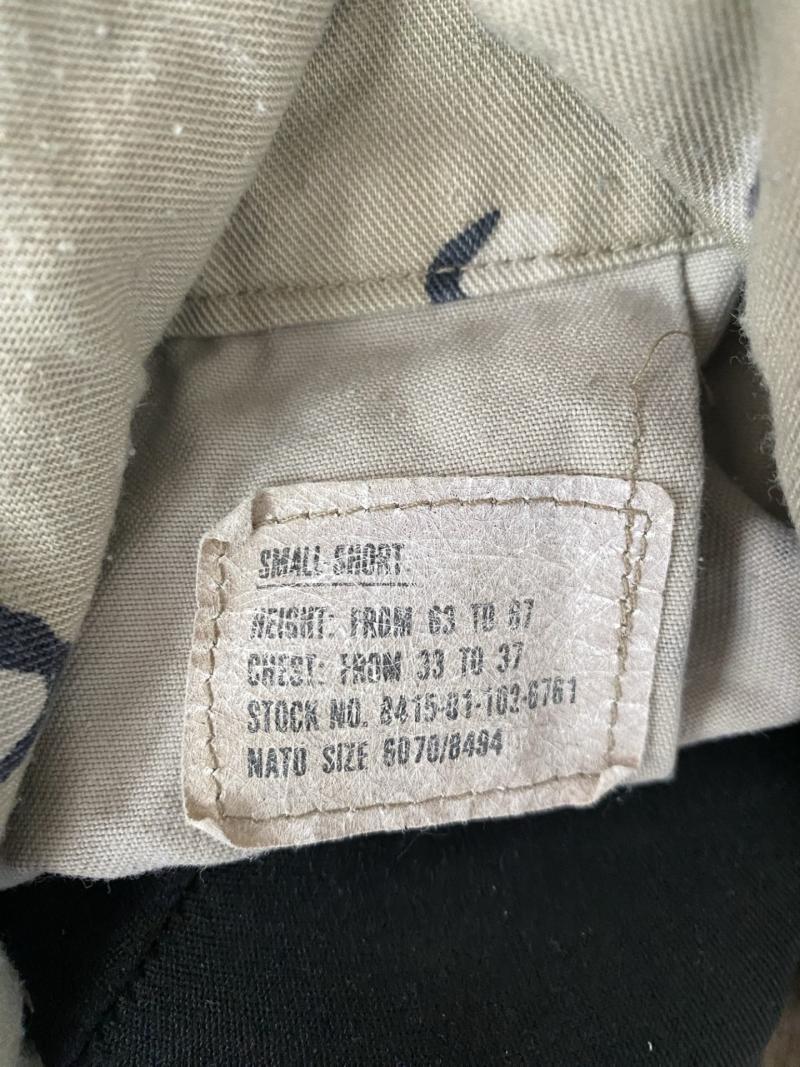 SMALL-SHORT.
HEIGHT: FROM 63 TO 67
CHEST: FROM 33 TO 37
STOCK NO. 8415-01-102-6761
NATO SIZE 6070/8494